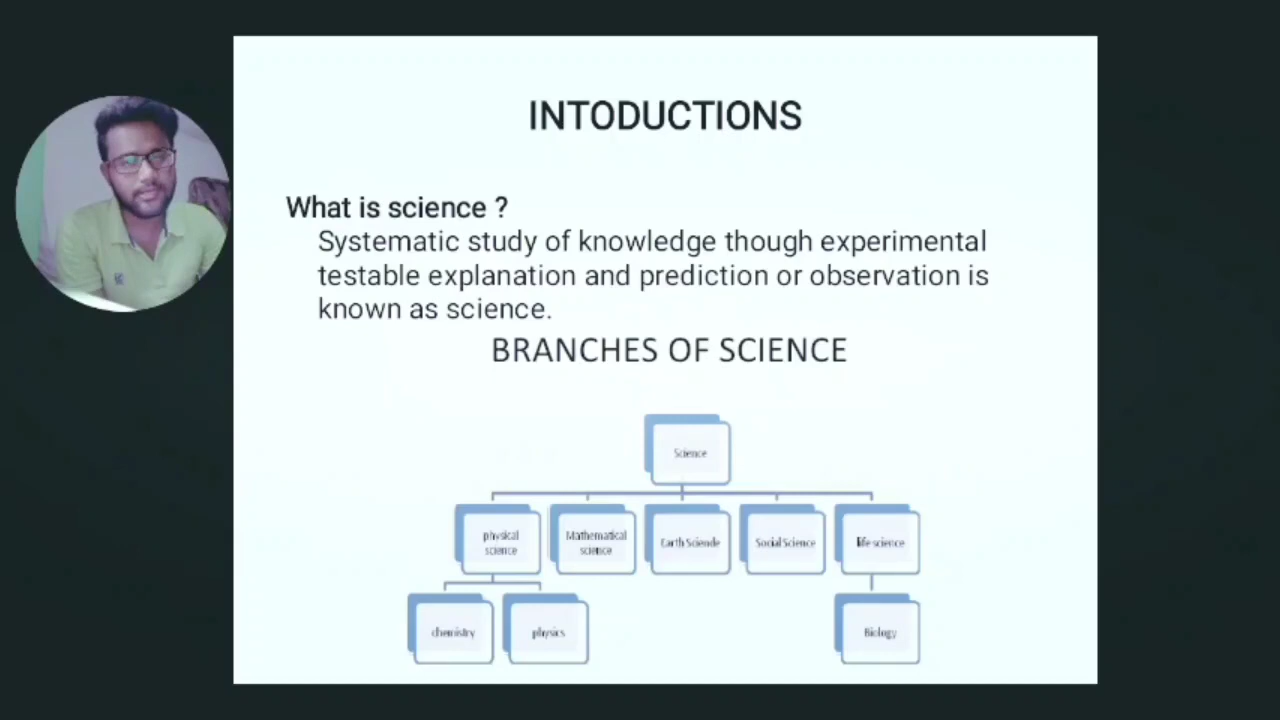 INTODUCTIONS
What is science ?
Systematic study of knowledge though experimental
testable explanation and prediction or observation is
known as science.
BRANCHES OF SCIENCE
Science
physical
science
Mathematical
science
Earth Sciende
Social Science
life science
chemistry
physics
Biology